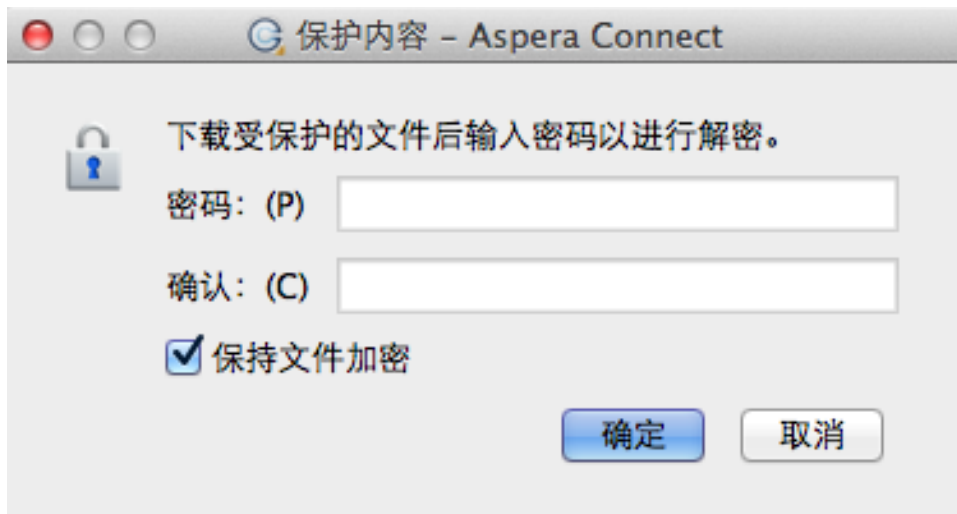 保护内容 – Aspera Connect
下载受保护的文件后输入密码以进行解密。
密码：(P)
确认：(C)
保持文件加密
确定 取消